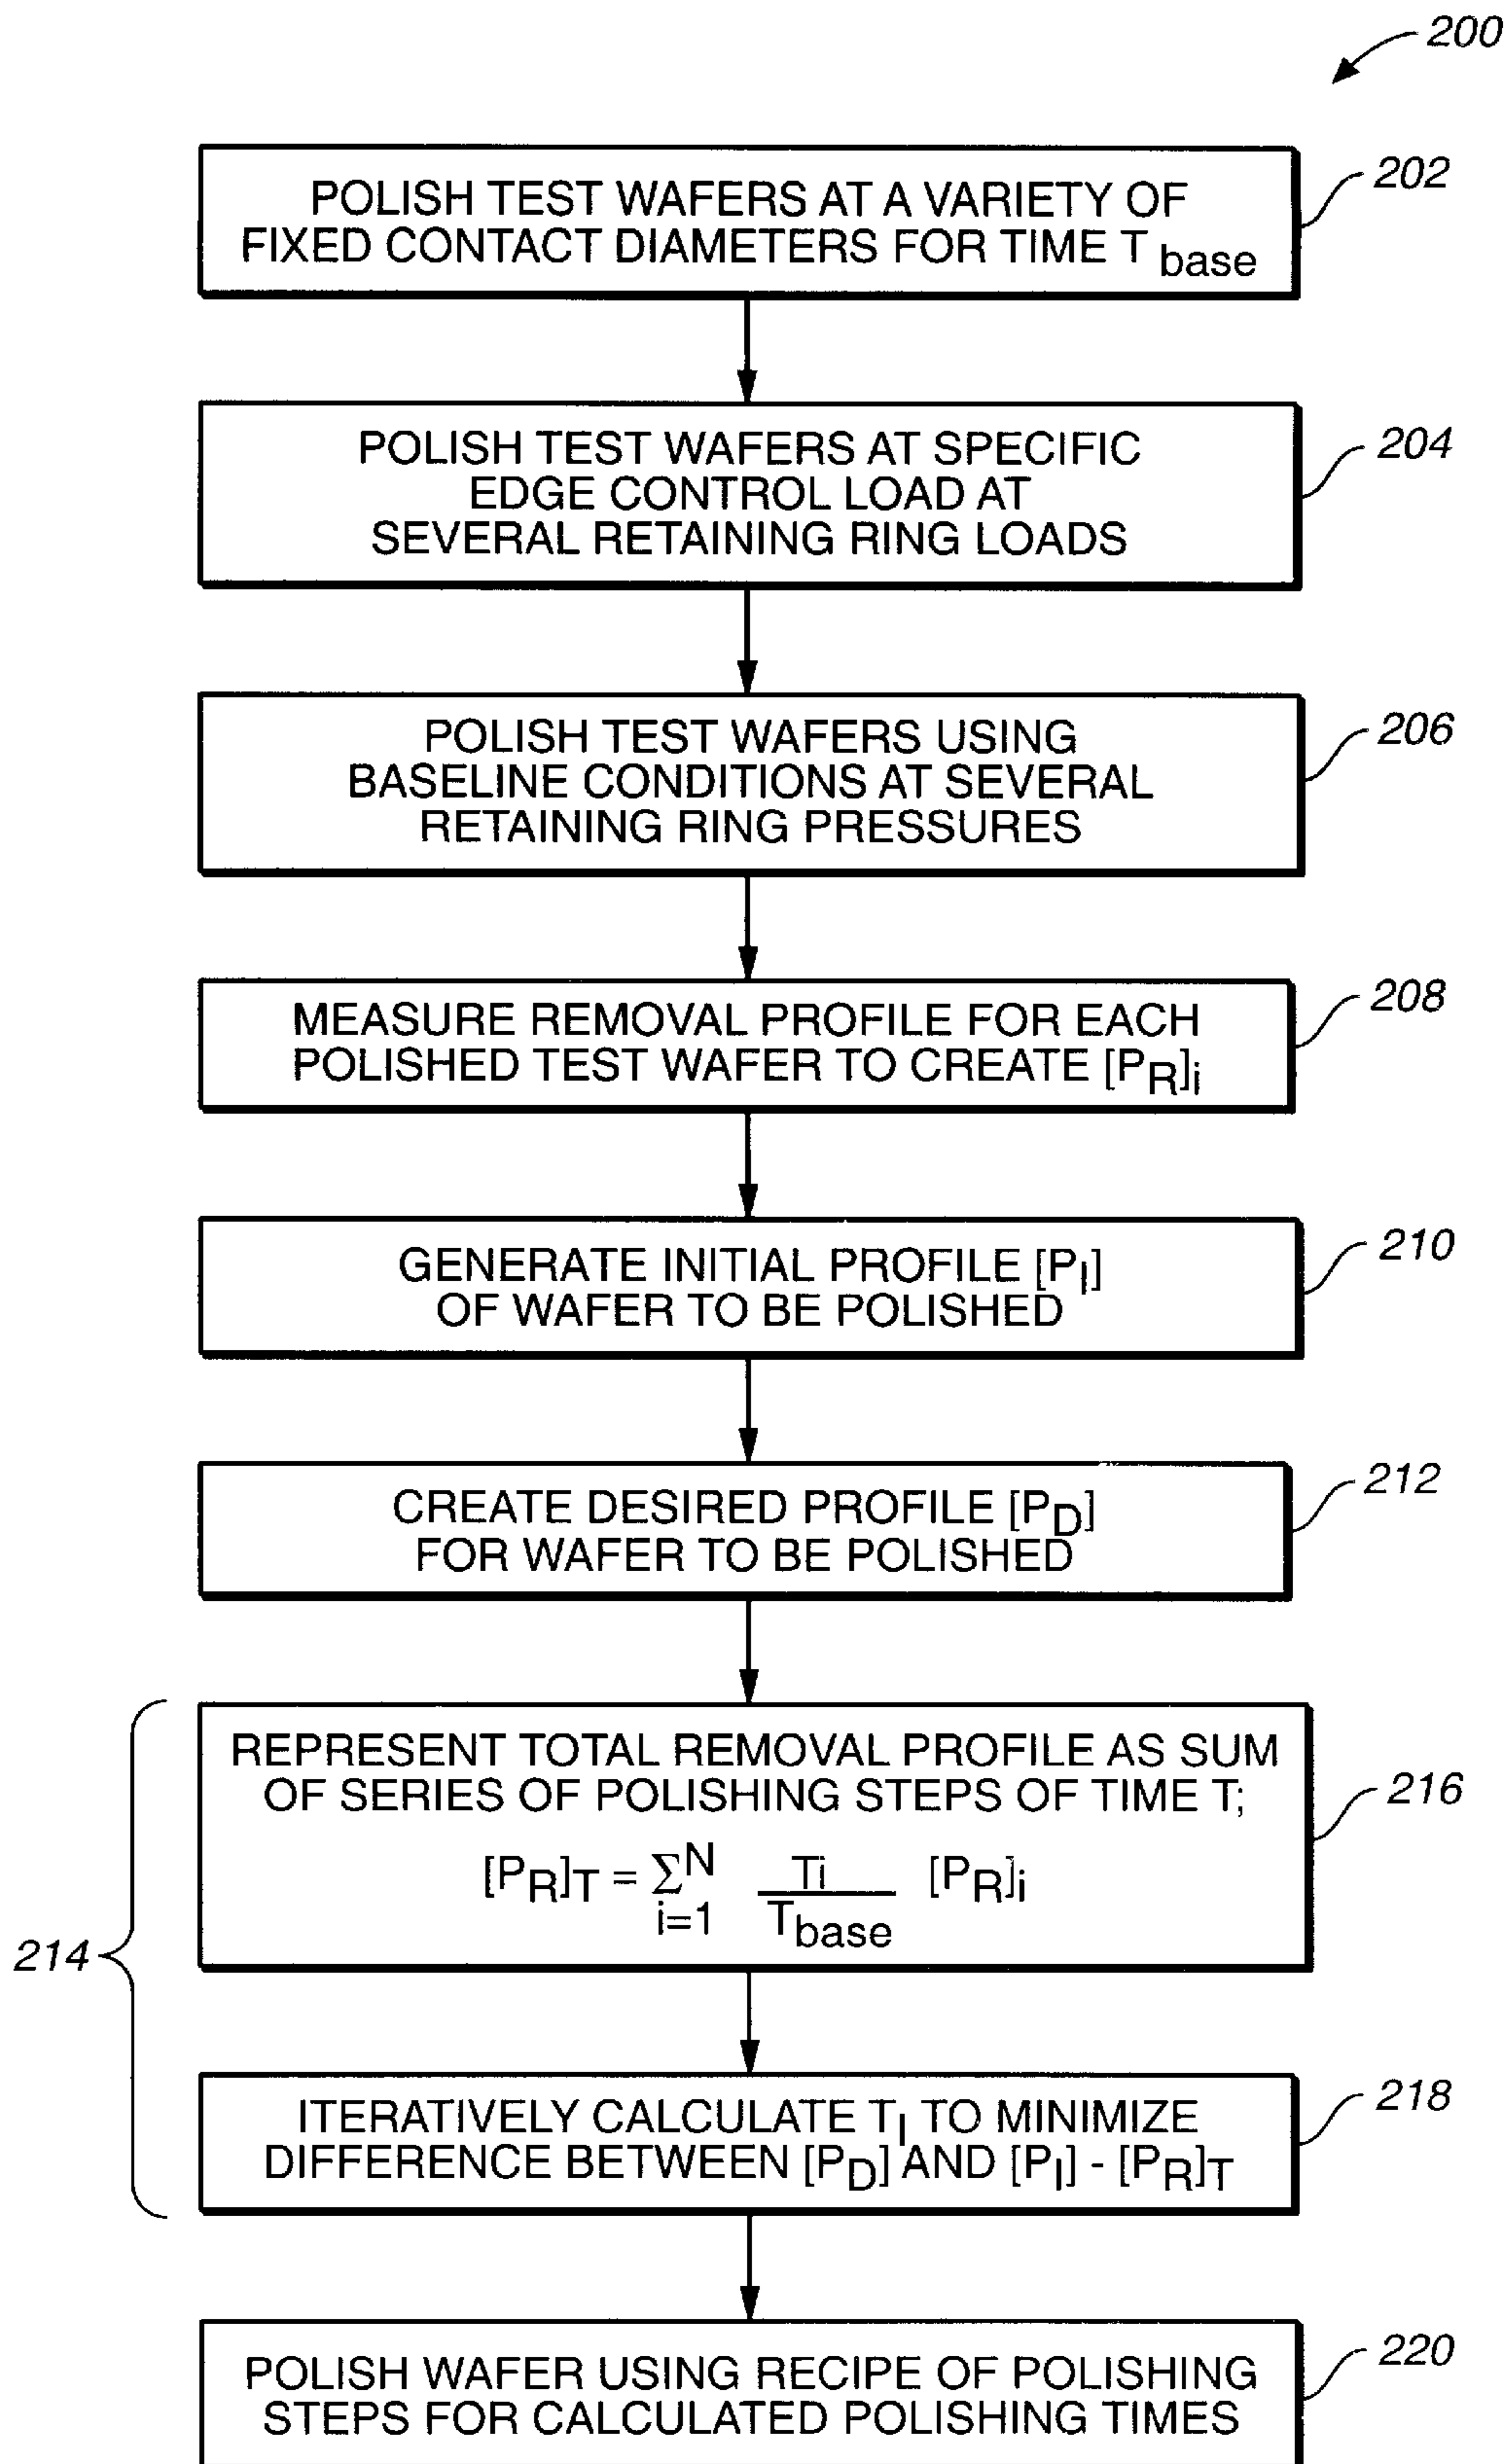 200
POLISH TEST WAFERS AT A VARIETY OF
FIXED CONTACT DIAMETERS FOR TIME T base
202
POLISH TEST WAFERS AT SPECIFIC
EDGE CONTROL LOAD AT
SEVERAL RETAINING RING LOADS
204
POLISH TEST WAFERS USING
BASELINE CONDITIONS AT SEVERAL
RETAINING RING PRESSURES
206
MEASURE REMOVAL PROFILE FOR EACH
POLISHED TEST WAFER TO CREATE [PR]i
208
GENERATE INITIAL PROFILE [PI]
OF WAFER TO BE POLISHED
210
CREATE DESIRED PROFILE [PD]
FOR WAFER TO BE POLISHED
212
214
REPRESENT TOTAL REMOVAL PROFILE AS SUM
OF SERIES OF POLISHING STEPS OF TIME T;
[PR]T = Σ N i=1 Ti / Tbase [PR]i
216
ITERATIVELY CALCULATE TI TO MINIMIZE
DIFFERENCE BETWEEN [PD] AND [PI] - [PR]T
218
POLISH WAFER USING RECIPE OF POLISHING
STEPS FOR CALCULATED POLISHING TIMES
220